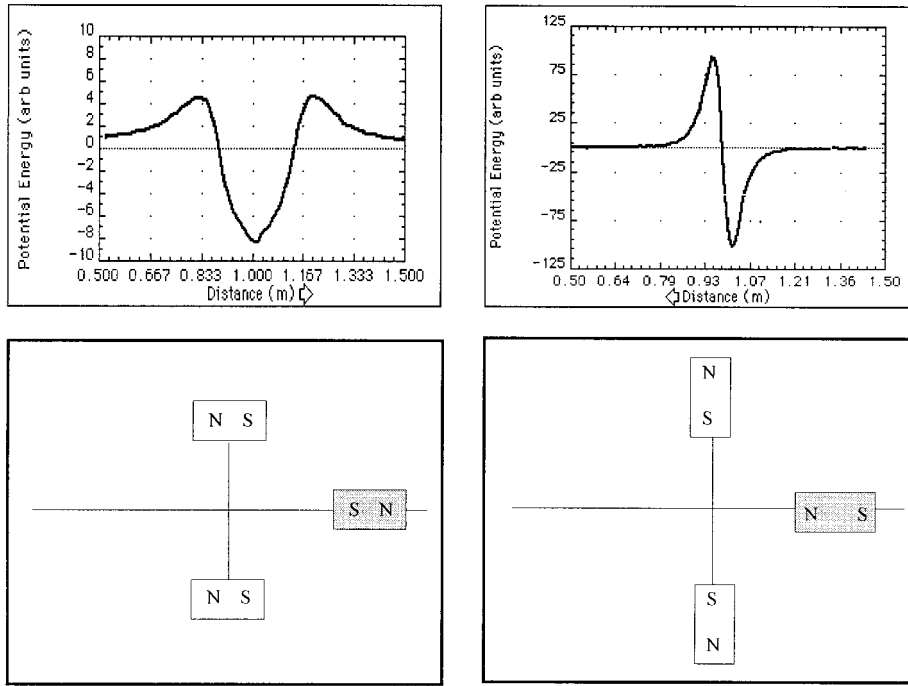 Potential Energy (arb units)
10
8
6
4
2
0
-2
-4
-6
-8
-10
0.500 0.667 0.833 1.000 1.167 1.333 1.500
Distance (m)
Potential Energy (arb units)
125
75
25
-25
-75
-125
0.50 0.64 0.79 0.93 1.07 1.21 1.36 1.50
Distance (m)
N S
S N
N S
N
S
N S
S
N